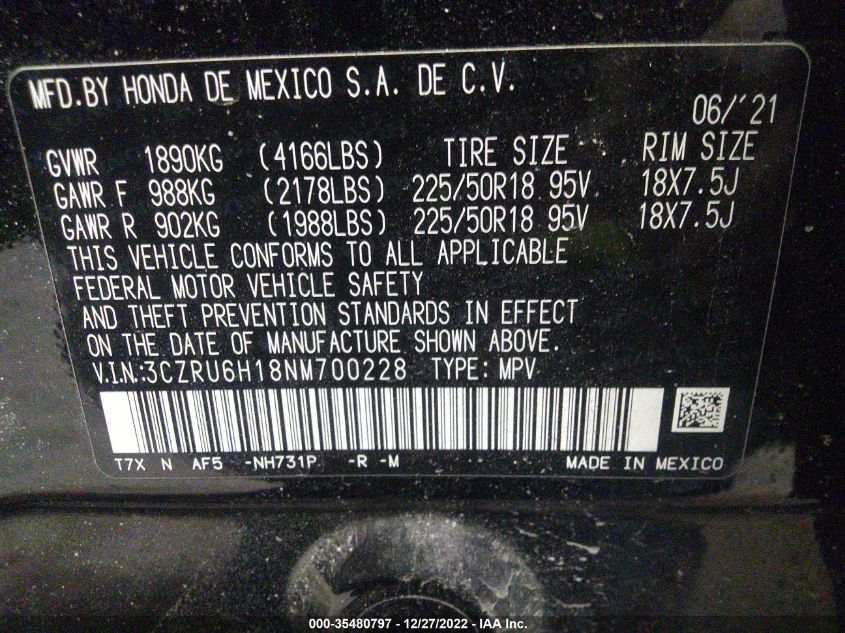 MFD.BY HONDA DE MEXICO S.A. DE C.V.
06/'21
GVWR 1890KG (4166LBS) TIRE SIZE RIM SIZE
GAWR F 988KG (2178LBS) 225/50R18 95V 18X7.5J
GAWR R 902KG (1988LBS) 225/50R18 95V 18X7.5J
THIS VEHICLE CONFORMS TO ALL APPLICABLE
FEDERAL MOTOR VEHICLE SAFETY
AND THEFT PREVENTION STANDARDS IN EFFECT
ON THE DATE OF MANUFACTURE SHOWN ABOVE.
V.I.N.:3CZRU6H18NM700228 TYPE: MPV
T7X N AF5 -NH731P -R -M MADE IN MEXICO
000-35480797 - 12/27/2022 - IAA Inc.